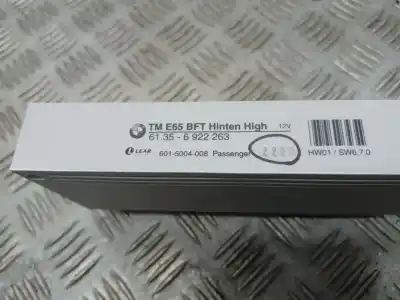 TM E65 BFT Hinten High 12V
61.35 - 6 922 263
LEAR 601-5004-008 Passenger HW01 / SW6.7.0